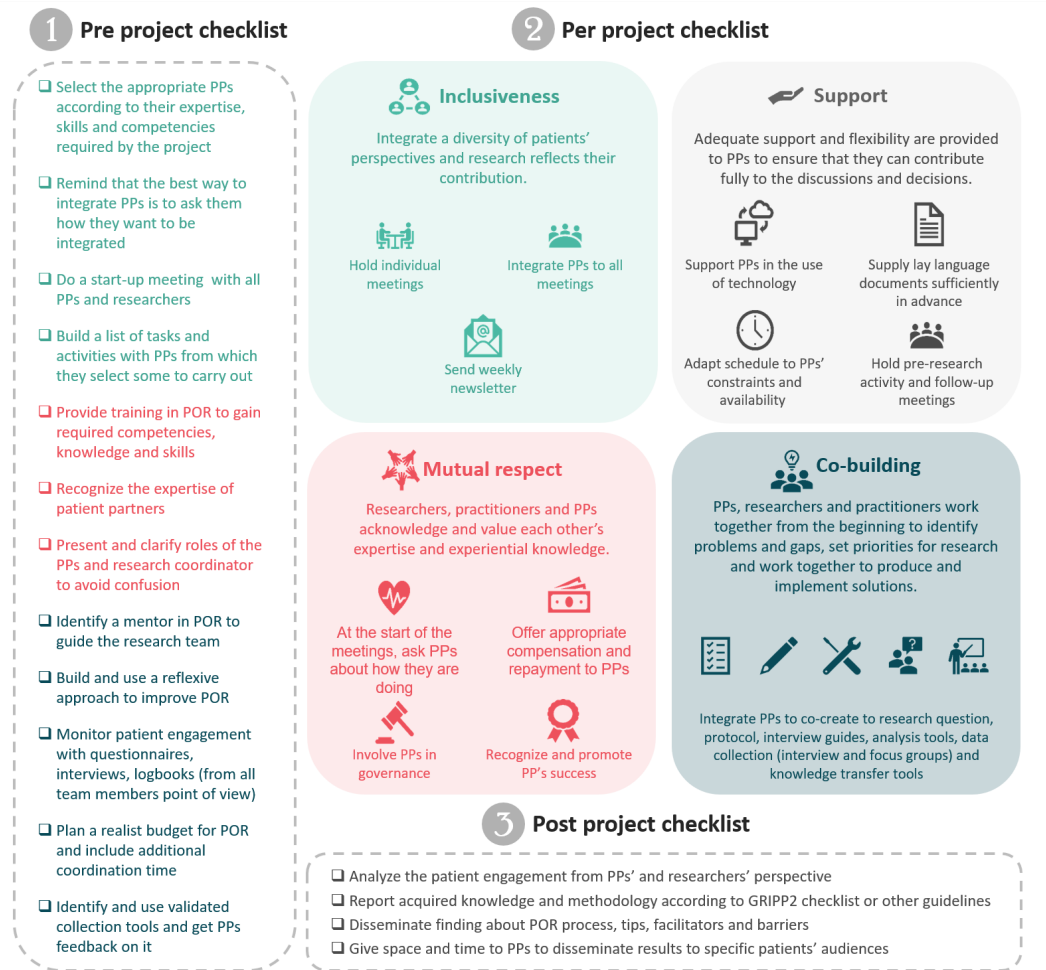 1 Pre project checklist
Select the appropriate PPs
according to their expertise,
skills and competencies
required by the project
Remind that the best way to
integrate PPs is to ask them
how they want to be
integrated
Do a start-up meeting with all
PPs and researchers
Build a list of tasks and
activities with PPs from which
they select some to carry out
Provide training in POR to gain
required competencies,
knowledge and skills
Recognize the expertise of
patient partners
Present and clarify roles of the
PPs and research coordinator
to avoid confusion
Identify a mentor in POR to
guide the research team
Build and use a reflexive
approach to improve POR
Monitor patient engagement
with questionnaires,
interviews, logbooks (from all
team members point of view)
Plan a realist budget for POR
and include additional
coordination time
Identify and use validated
collection tools and get PPs
feedback on it
2 Per project checklist
Inclusiveness
Integrate a diversity of patients’
perspectives and research reflects their
contribution.
Hold individual
meetings
Integrate PPs to all
meetings
@
Send weekly
newsletter
Support
Adequate support and flexibility are provided
to PPs to ensure that they can contribute
fully to the discussions and decisions.
Support PPs in the use
of technology
Supply lay language
documents sufficiently
in advance
Adapt schedule to PPs’
constraints and
availability
Hold pre-research
activity and follow-up
meetings
Mutual respect
Researchers, practitioners and PPs
acknowledge and value each other’s
expertise and experiential knowledge.
At the start of the
meetings, ask PPs
about how they are
doing
Offer appropriate
compensation and
repayment to PPs
Involve PPs in
governance
Recognize and promote
PP’s success
Co-building
PPs, researchers and practitioners work
together from the beginning to identify
problems and gaps, set priorities for research
and work together to produce and
implement solutions.
?
Integrate PPs to co-create to research question,
protocol, interview guides, analysis tools, data
collection (interview and focus groups) and
knowledge transfer tools
3 Post project checklist
Analyze the patient engagement from PPs’ and researchers’ perspective
Report acquired knowledge and methodology according to GRIPP2 checklist or other guidelines
Disseminate finding about POR process, tips, facilitators and barriers
Give space and time to PPs to disseminate results to specific patients’ audiences